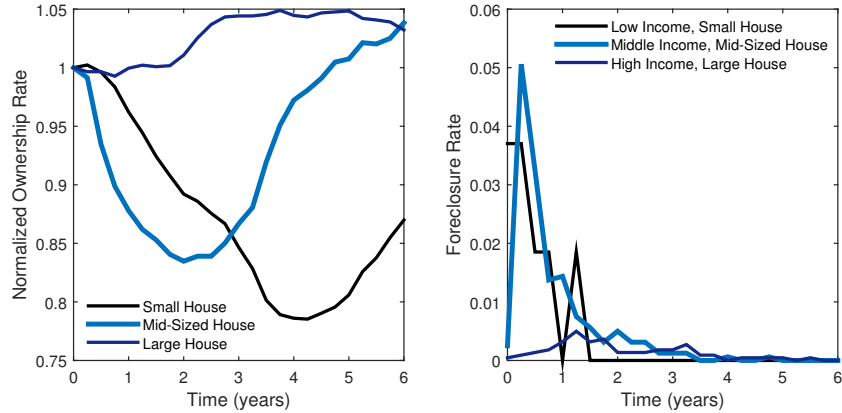 1.05
1
0.95
0.9
0.85
0.8
0.75
Normalized Ownership Rate
Small House
Mid-Sized House
Large House
0 1 2 3 4 5 6
Time (years)
0.06
0.05
0.04
0.03
0.02
0.01
0
Foreclosure Rate
Low Income, Small House
Middle Income, Mid-Sized House
High Income, Large House
0 1 2 3 4 5 6
Time (years)